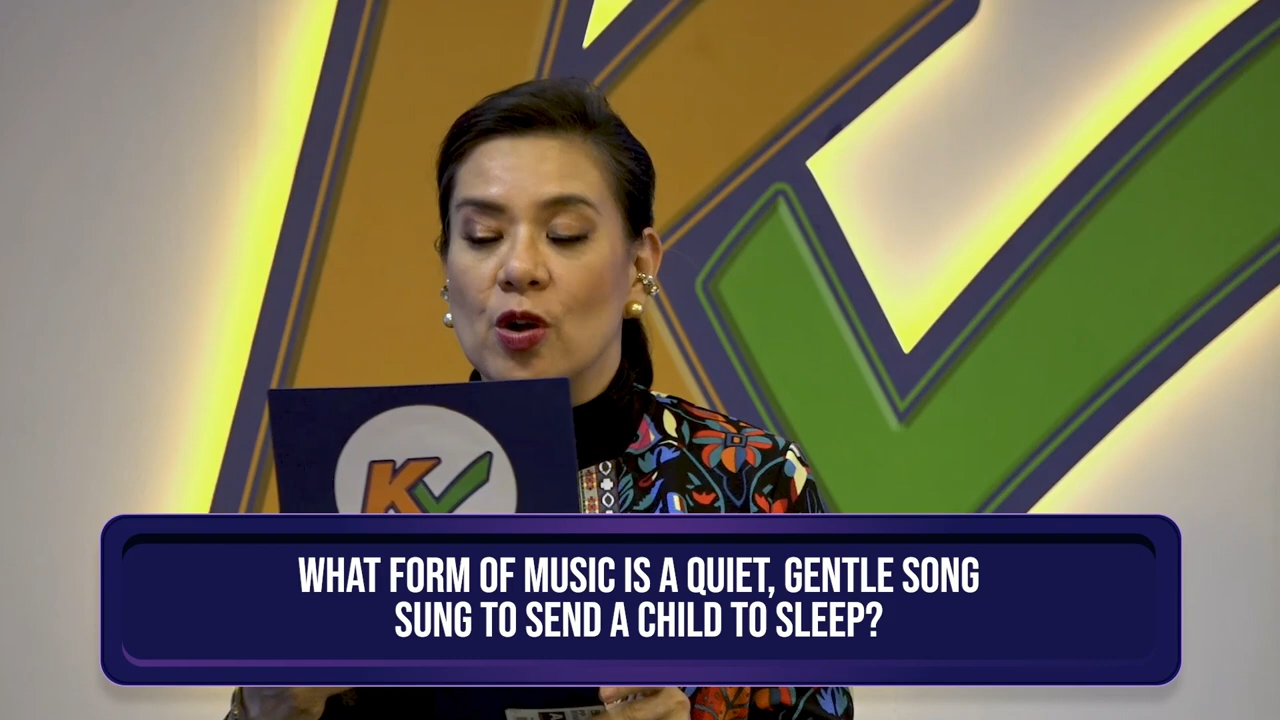 K
WHAT FORM OF MUSIC IS A QUIET, GENTLE SONG
SUNG TO SEND A CHILD TO SLEEP?